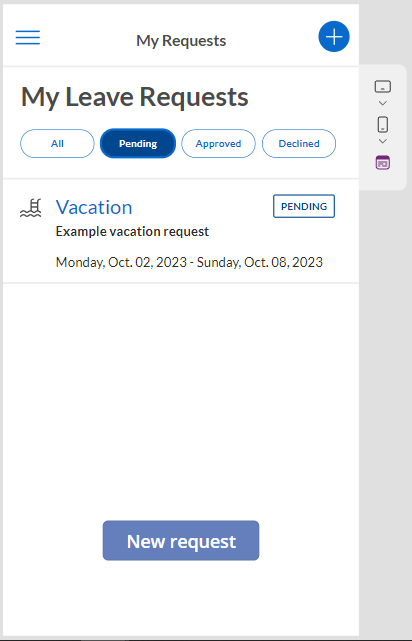 My Requests
My Leave Requests
All
Pending
Approved
Declined
Vacation
PENDING
Example vacation request
Monday, Oct. 02, 2023 - Sunday, Oct. 08, 2023
New request